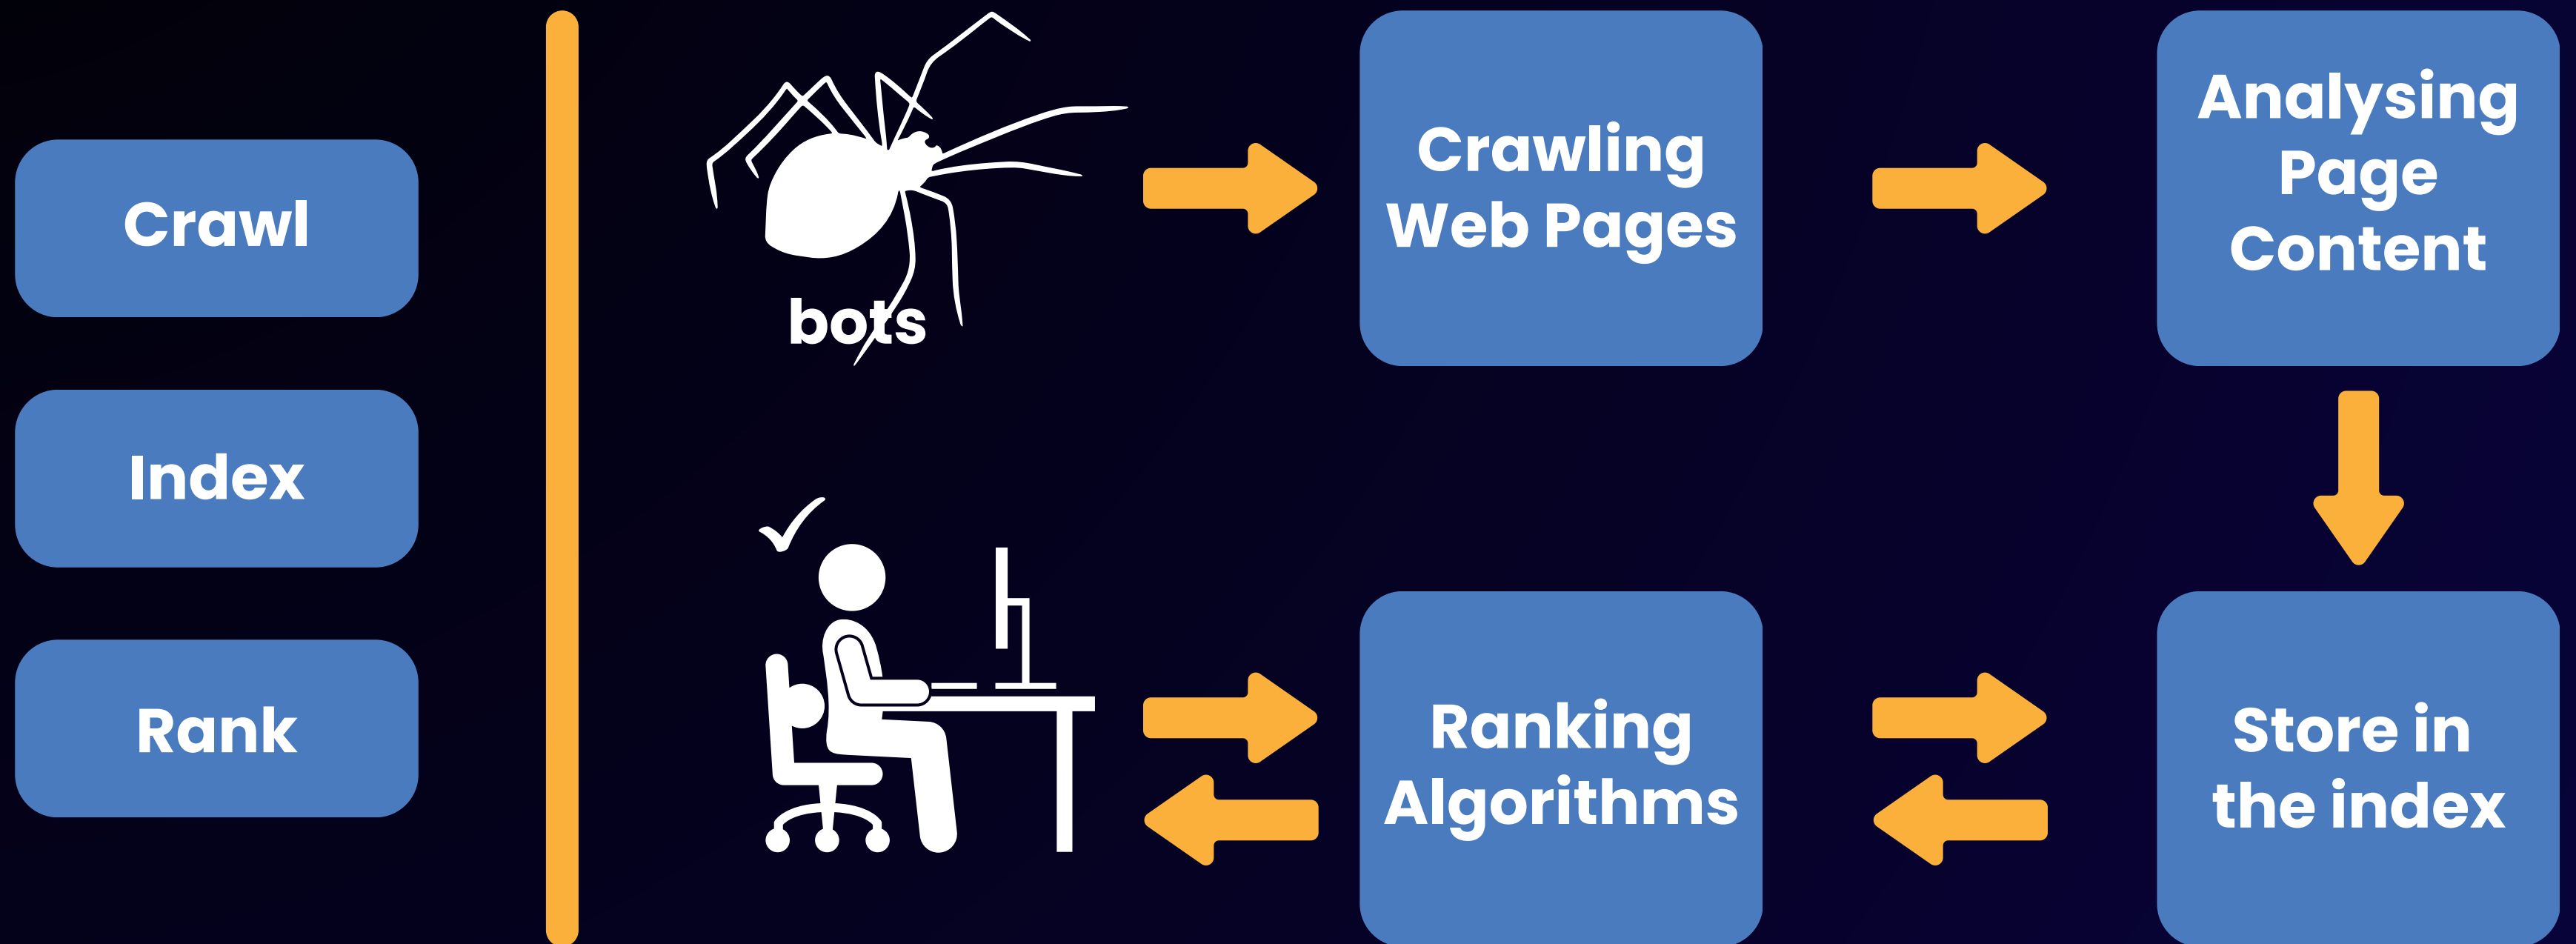 Crawl
Index
Rank
bots
Crawling
Web Pages
Analysing
Page
Content
Ranking
Algorithms
Store in
the index